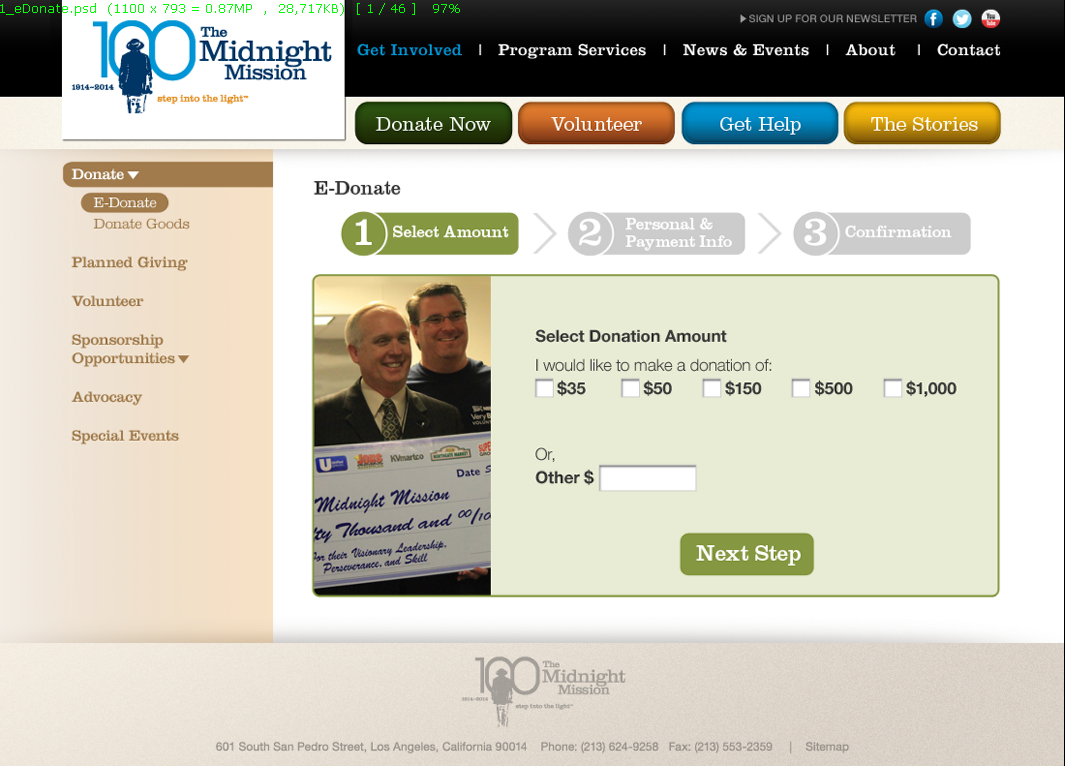 1_eDonate.psd (1100 x 793 = 0.87MP , 28,717KB) [ 1 / 46 ] 97%
SIGN UP FOR OUR NEWSLETTER
100
The
Midnight
Mission
1914-2014
step into the light™
Get Involved | Program Services | News & Events | About | Contact
Donate Now
Volunteer
Get Help
The Stories
Donate
E-Donate
Donate Goods
Planned Giving
Volunteer
Sponsorship
Opportunities
Advocacy
Special Events
E-Donate
1 Select Amount
2 Personal &
Payment Info
3 Confirmation
United
KVmartco
Date
Midnight Mission
ty Thousand and 00/10
For their Visionary Leadership,
Perseverance, and Skill
Select Donation Amount
I would like to make a donation of:
$35 $50 $150 $500 $1,000
Or,
Other $
Next Step
100
The
Midnight
Mission
1914-2014
step into the light™
601 South San Pedro Street, Los Angeles, California 90014 Phone: (213) 624-9258 Fax: (213) 553-2359 | Sitemap